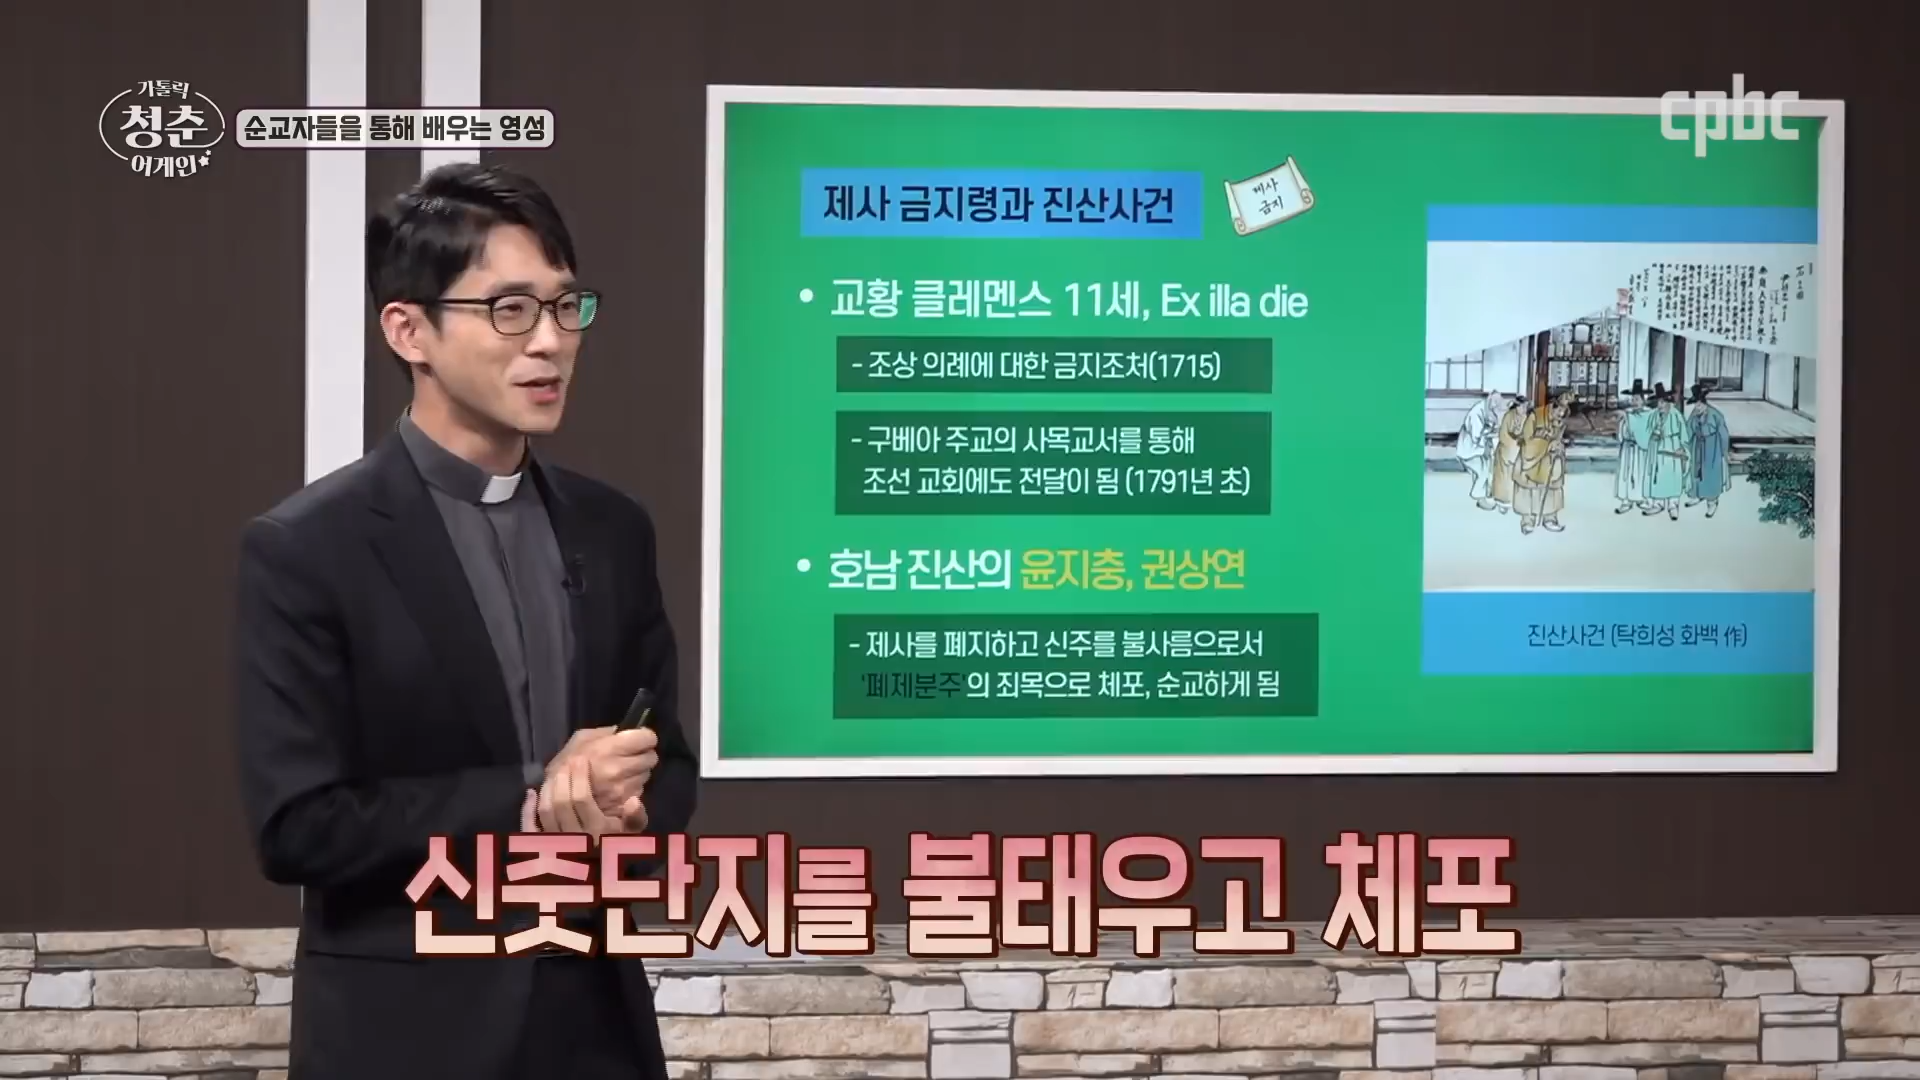 가톨릭
청춘
어게인
순교자들을 통해 배우는 영성
cpbc
제사 금지령과 진산사건
제사
금지
• 교황 클레멘스 11세, Ex illa die
- 조상 의례에 대한 금지조처(1715)
- 구베아 주교의 사목교서를 통해
조선 교회에도 전달이 됨 (1791년 초)
• 호남 진산의 윤지충, 권상연
- 제사를 폐지하고 신주를 불사름으로서
'폐제분주'의 죄목으로 체포, 순교하게 됨
진산사건 (탁희성 화백 作)
신줏단지를 불태우고 체포